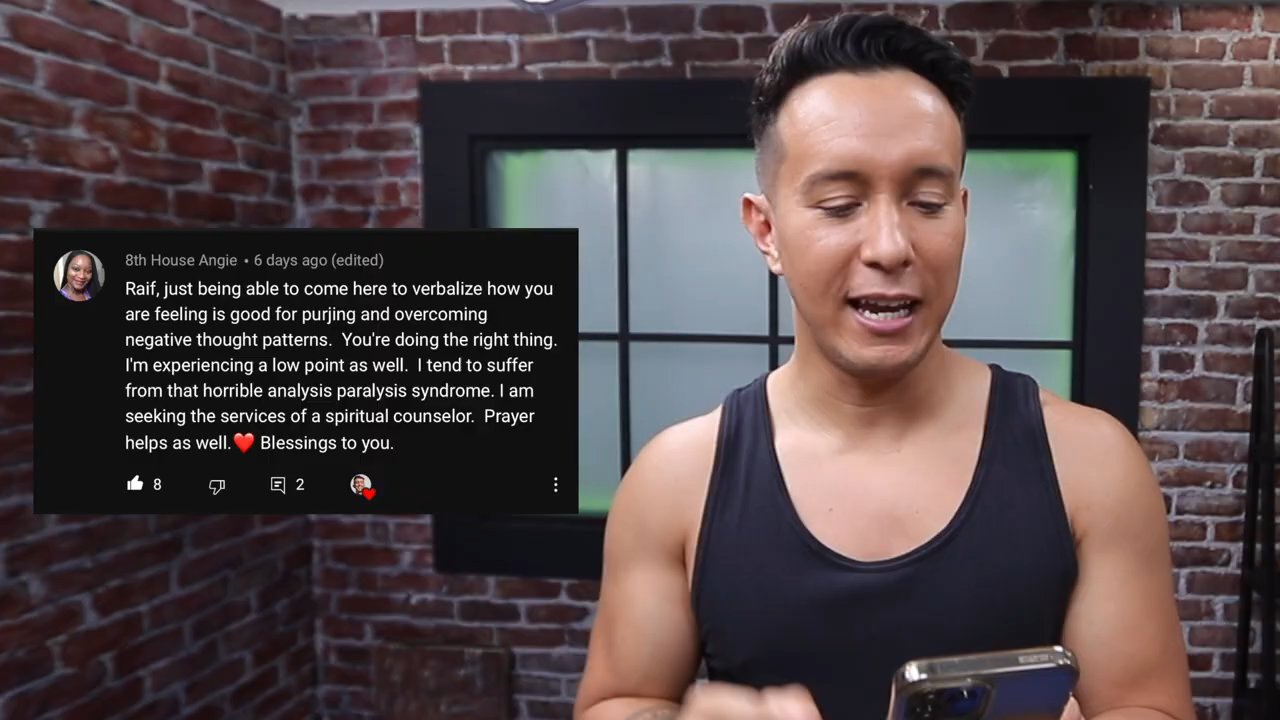 8th House Angie • 6 days ago (edited)
Raif, just being able to come here to verbalize how you
are feeling is good for purjing and overcoming
negative thought patterns.  You're doing the right thing.
I'm experiencing a low point as well.  I tend to suffer
from that horrible analysis paralysis syndrome. I am
seeking the services of a spiritual counselor.  Prayer
helps as well.❤️ Blessings to you.
8 2